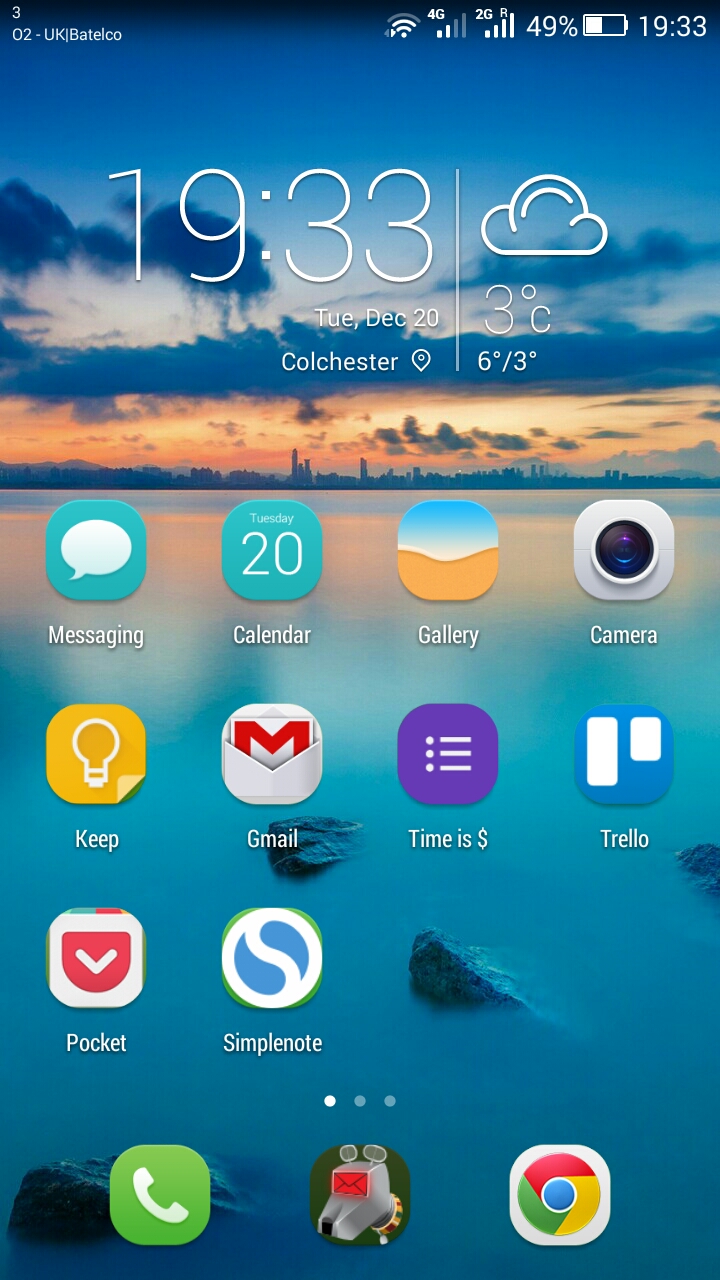 3
4G 2G R 49% 19:33
O2 - UK|Batelco
19:33
Tue, Dec 20
3°c
Colchester
6°/3°
Tuesday
20
Messaging
Calendar
Gallery
Camera
Keep
Gmail
Time is $
Trello
Pocket
Simplenote